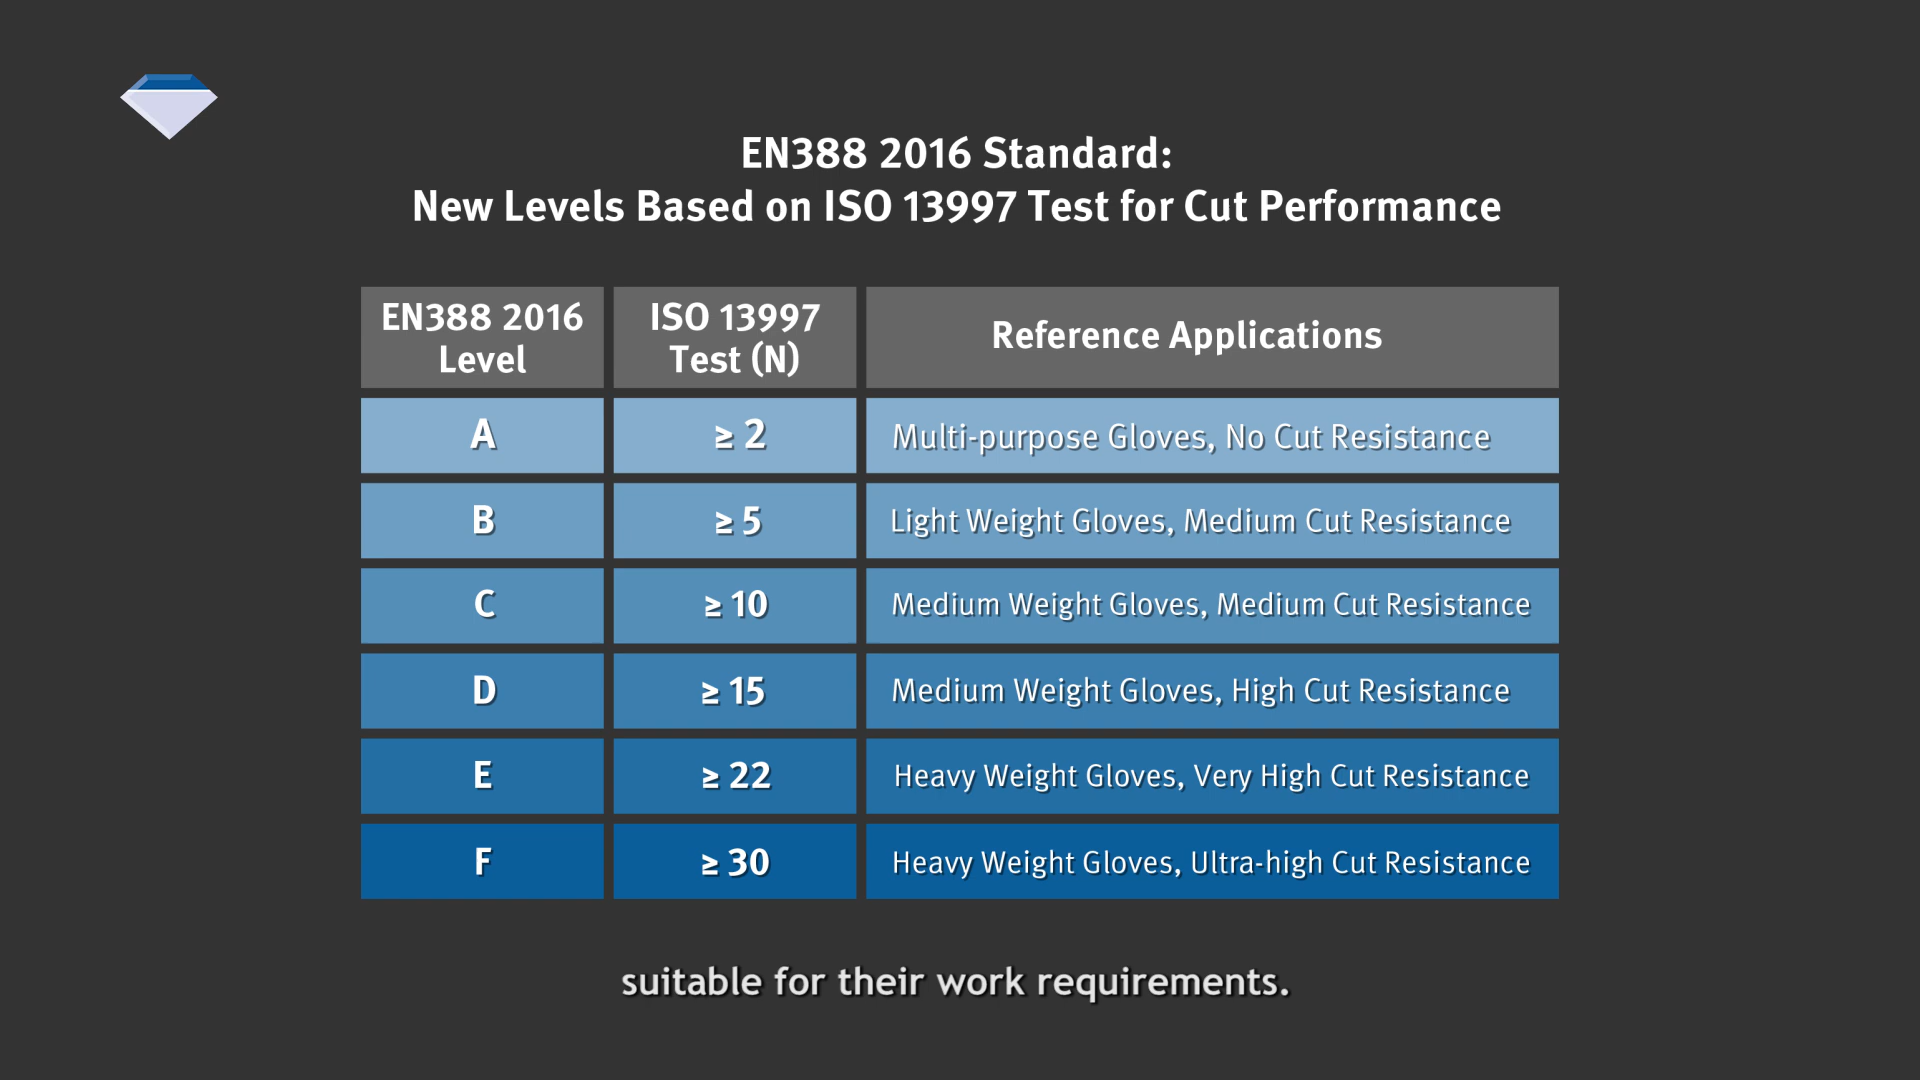 EN388 2016 Standard:
New Levels Based on ISO 13997 Test for Cut Performance
EN388 2016
Level
ISO 13997
Test (N)
Reference Applications
A
≥ 2
Multi-purpose Gloves, No Cut Resistance
B
≥ 5
Light Weight Gloves, Medium Cut Resistance
C
≥ 10
Medium Weight Gloves, Medium Cut Resistance
D
≥ 15
Medium Weight Gloves, High Cut Resistance
E
≥ 22
Heavy Weight Gloves, Very High Cut Resistance
F
≥ 30
Heavy Weight Gloves, Ultra-high Cut Resistance
suitable for their work requirements.